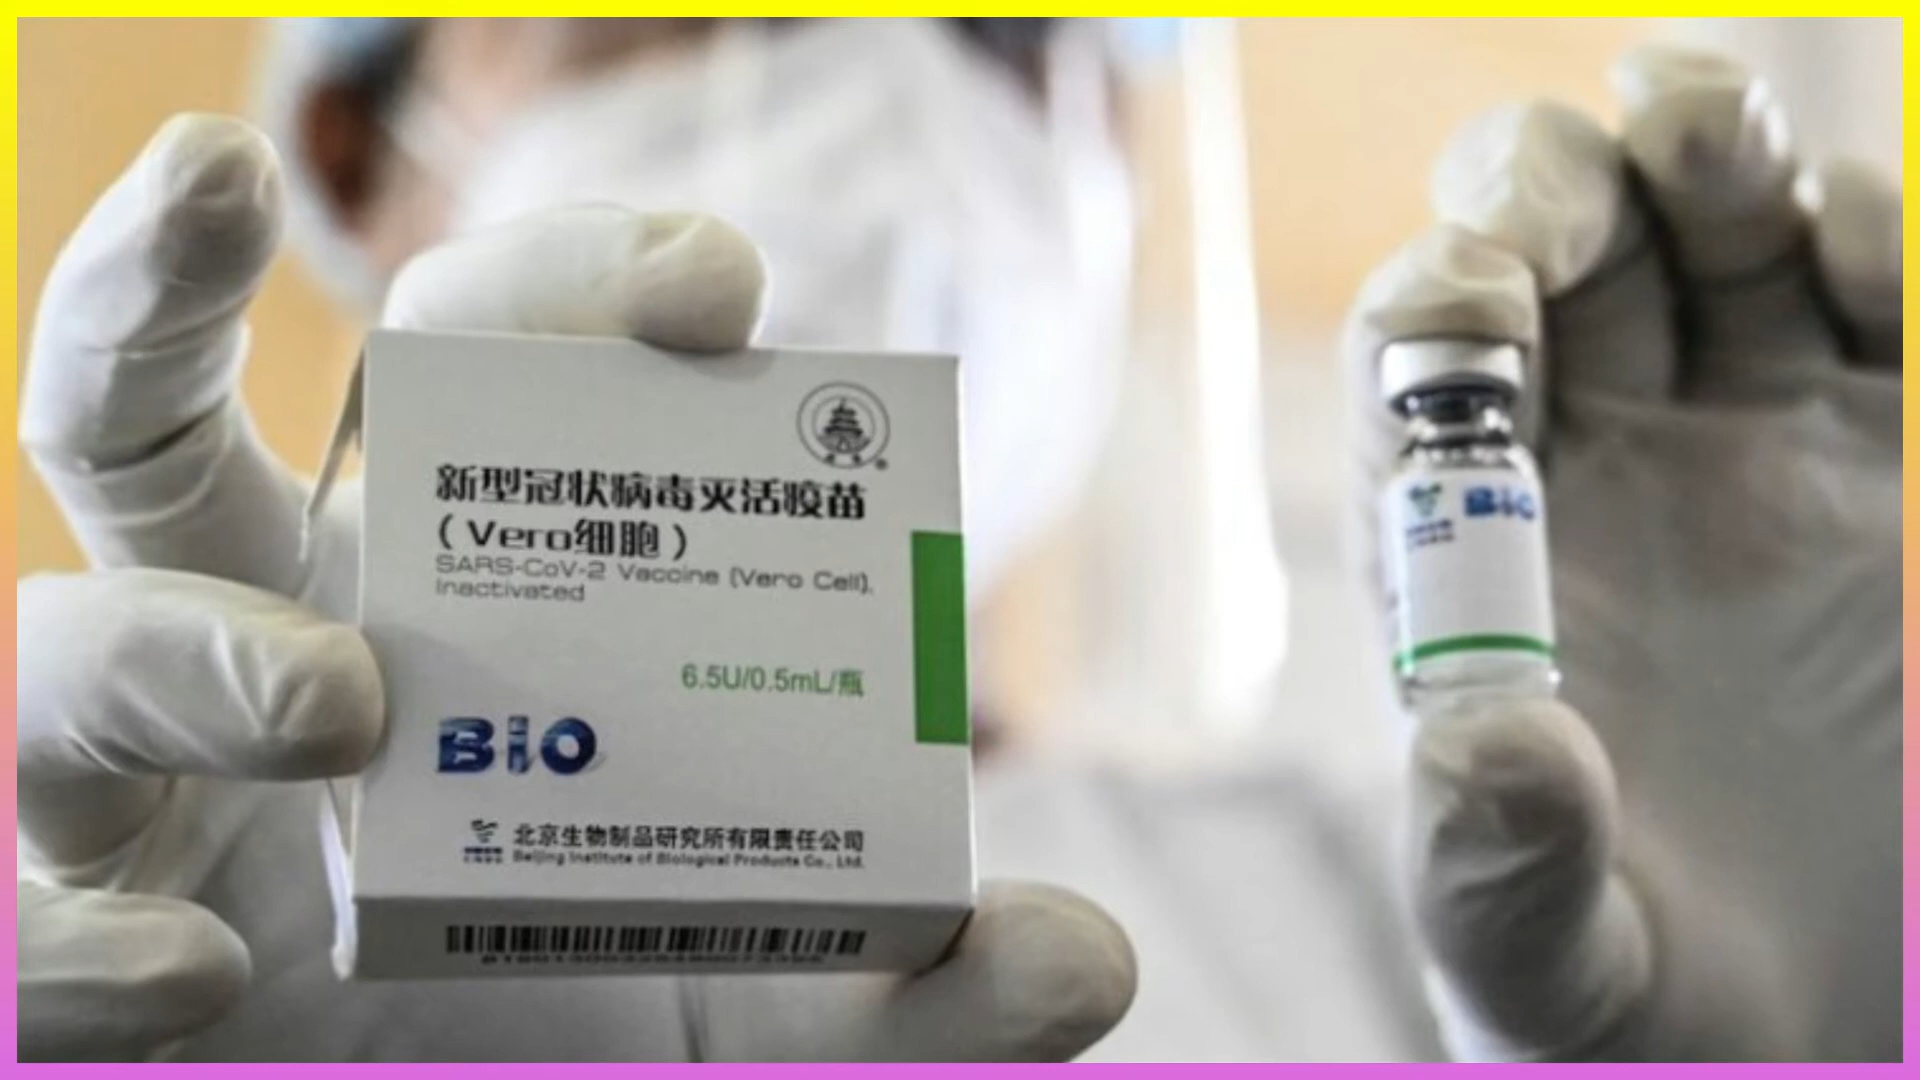 新型冠状病毒灭活疫苗
（Vero细胞）
SARS-CoV-2 Vaccine (Vero Cell),
Inactivated
6.5U/0.5mL/瓶
BIO
北京生物制品研究所有限责任公司
Beijing Institute of Biological Products Co., Ltd.
BIO